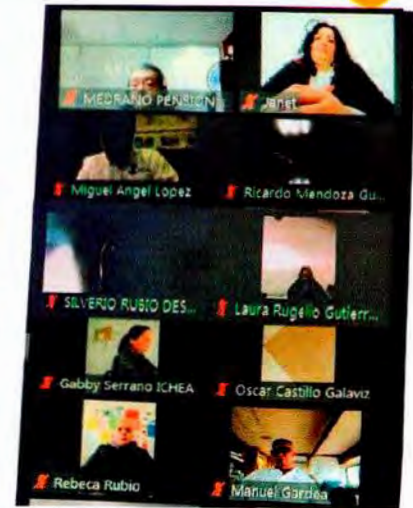 MEDRANO PENSION...
Janet
Miguel Angel Lopez
Ricardo Mendoza Gu...
SILVERIO RUBIO DES...
Laura Rugelio Gutierr...
Gabby Serrano ICHEA
Oscar Castillo Galaviz
Rebeca Rubio
Manuel Gardea